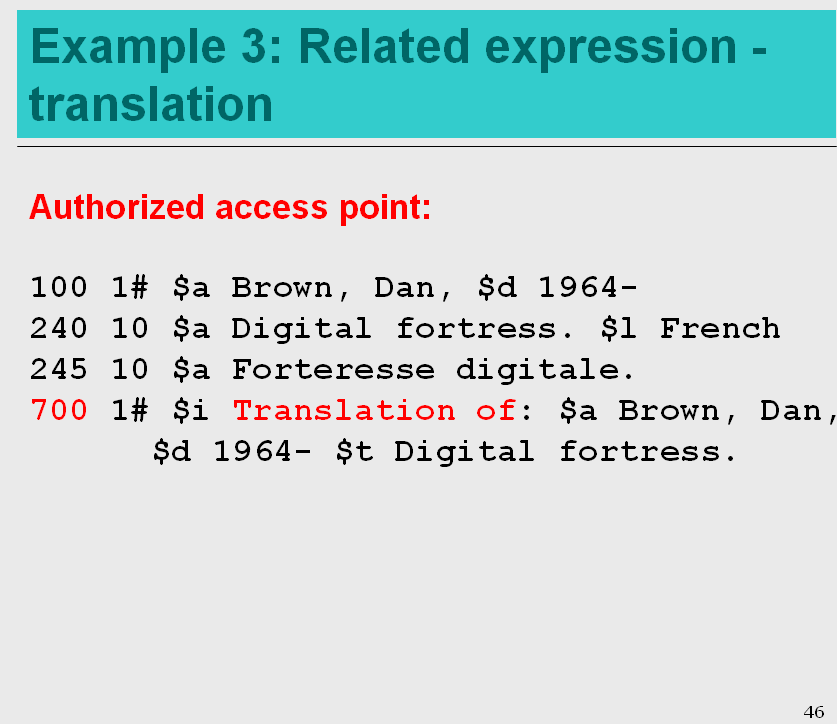 Example 3: Related expression -
translation
Authorized access point:
100 1# $a Brown, Dan, $d 1964-
240 10 $a Digital fortress. $l French
245 10 $a Forteresse digitale.
700 1# $i Translation of: $a Brown, Dan,
$d 1964- $t Digital fortress.
46